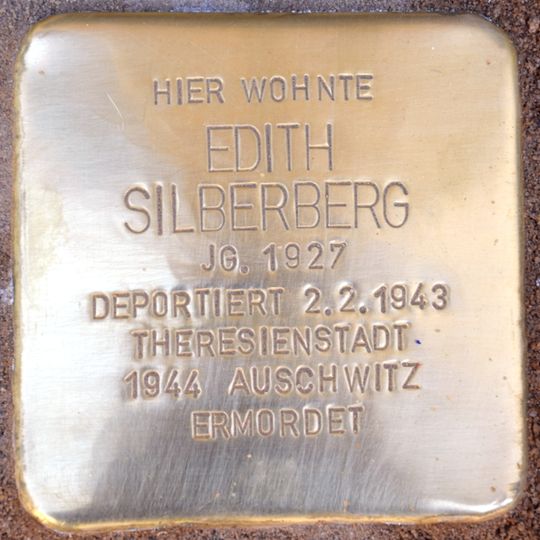 HIER WOHNTE
EDITH
SILBERBERG
JG. 1927
DEPORTIERT 2.2.1943
THERESIENSTADT
1944 AUSCHWITZ
ERMORDET